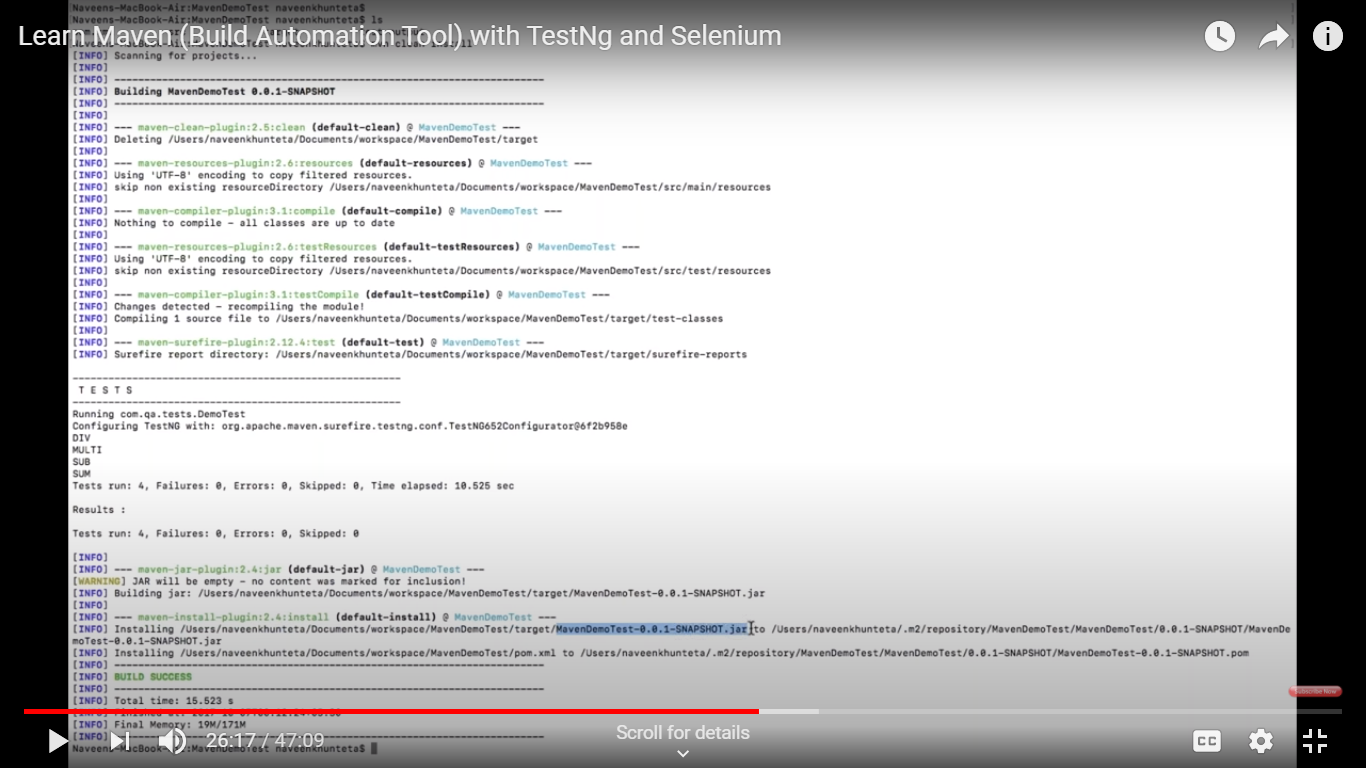 Naveens-MacBook-Air:MavenDemoTest naveenkhunteta$
Naveens-MacBook-Air:MavenDemoTest naveenkhunteta$ ls
Learn Maven (Build Automation Tool) with TestNg and Selenium
[INFO] Scanning for projects...
[INFO]
[INFO] ------------------------------------------------------------------------
[INFO] Building MavenDemoTest 0.0.1-SNAPSHOT
[INFO] ------------------------------------------------------------------------
[INFO]
[INFO] --- maven-clean-plugin:2.5:clean (default-clean) @ MavenDemoTest ---
[INFO] Deleting /Users/naveenkhunteta/Documents/workspace/MavenDemoTest/target
[INFO]
[INFO] --- maven-resources-plugin:2.6:resources (default-resources) @ MavenDemoTest ---
[INFO] Using 'UTF-8' encoding to copy filtered resources.
[INFO] skip non existing resourceDirectory /Users/naveenkhunteta/Documents/workspace/MavenDemoTest/src/main/resources
[INFO]
[INFO] --- maven-compiler-plugin:3.1:compile (default-compile) @ MavenDemoTest ---
[INFO] Nothing to compile - all classes are up to date
[INFO]
[INFO] --- maven-resources-plugin:2.6:testResources (default-testResources) @ MavenDemoTest ---
[INFO] Using 'UTF-8' encoding to copy filtered resources.
[INFO] skip non existing resourceDirectory /Users/naveenkhunteta/Documents/workspace/MavenDemoTest/src/test/resources
[INFO]
[INFO] --- maven-compiler-plugin:3.1:testCompile (default-testCompile) @ MavenDemoTest ---
[INFO] Changes detected - recompiling the module!
[INFO] Compiling 1 source file to /Users/naveenkhunteta/Documents/workspace/MavenDemoTest/target/test-classes
[INFO]
[INFO] --- maven-surefire-plugin:2.12.4:test (default-test) @ MavenDemoTest ---
[INFO] Surefire report directory: /Users/naveenkhunteta/Documents/workspace/MavenDemoTest/target/surefire-reports
-------------------------------------------------------
T E S T S
-------------------------------------------------------
Running com.qa.tests.DemoTest
Configuring TestNG with: org.apache.maven.surefire.testng.conf.TestNG652Configurator@6f2b958e
DIV
MULTI
SUB
SUM
Tests run: 4, Failures: 0, Errors: 0, Skipped: 0, Time elapsed: 10.525 sec
Results :
Tests run: 4, Failures: 0, Errors: 0, Skipped: 0
[INFO]
[INFO] --- maven-jar-plugin:2.4:jar (default-jar) @ MavenDemoTest ---
[WARNING] JAR will be empty - no content was marked for inclusion!
[INFO] Building jar: /Users/naveenkhunteta/Documents/workspace/MavenDemoTest/target/MavenDemoTest-0.0.1-SNAPSHOT.jar
[INFO]
[INFO] --- maven-install-plugin:2.4:install (default-install) @ MavenDemoTest ---
[INFO] Installing /Users/naveenkhunteta/Documents/workspace/MavenDemoTest/target/MavenDemoTest-0.0.1-SNAPSHOT.jar to /Users/naveenkhunteta/.m2/repository/MavenDemoTest/MavenDemoTest/0.0.1-SNAPSHOT/MavenDe
moTest-0.0.1-SNAPSHOT.jar
[INFO] Installing /Users/naveenkhunteta/Documents/workspace/MavenDemoTest/pom.xml to /Users/naveenkhunteta/.m2/repository/MavenDemoTest/MavenDemoTest/0.0.1-SNAPSHOT/MavenDemoTest-0.0.1-SNAPSHOT.pom
[INFO] ------------------------------------------------------------------------
[INFO] BUILD SUCCESS
[INFO] ------------------------------------------------------------------------
Subscribe Now
[INFO] Total time: 15.523 s
[INFO] Final Memory: 19M/171M
[INFO]
26:17 / 47:09
Scroll for details
CC
Naveens-MacBook-Air:MavenDemoTest naveenkhunteta$